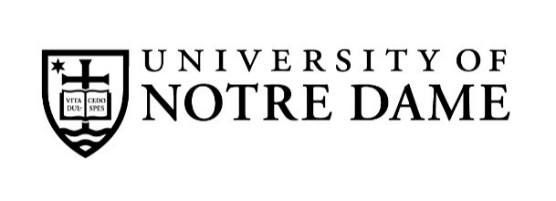 VITA CEDO
DUL- SPES
UNIVERSITY OF
NOTRE DAME